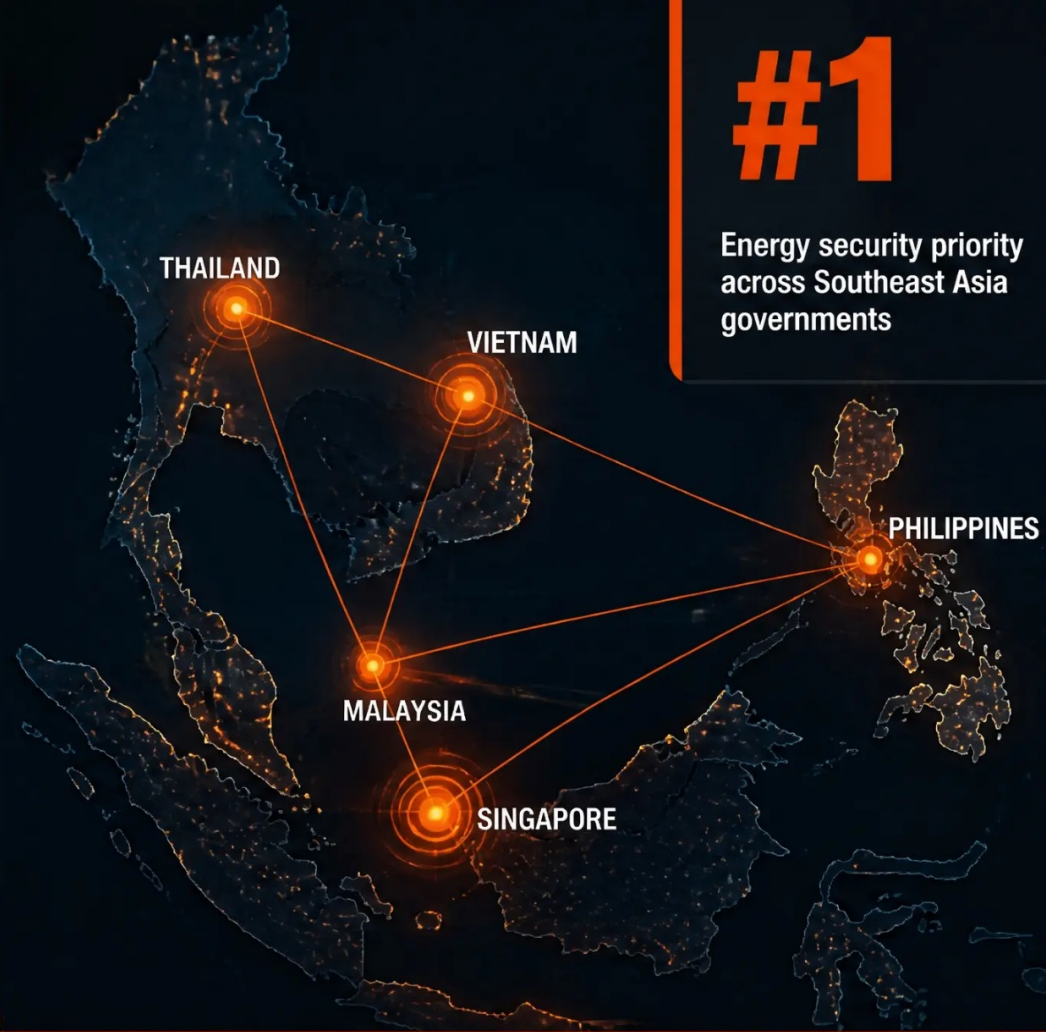 #1
Energy security priority
across Southeast Asia
governments
THAILAND
VIETNAM
PHILIPPINES
MALAYSIA
SINGAPORE